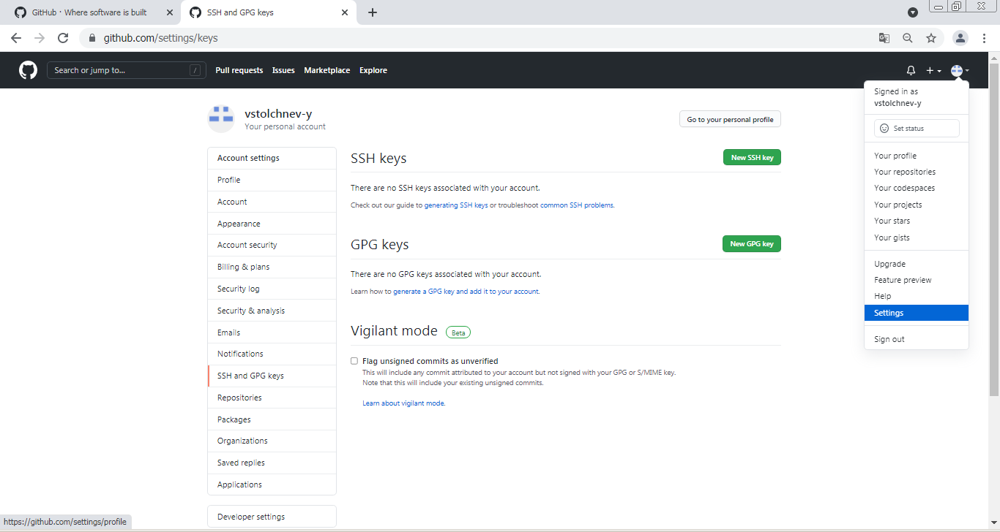 GitHub · Where software is built
SSH and GPG keys
github.com/settings/keys
Search or jump to...
/
Pull requests
Issues
Marketplace
Explore
Signed in as
vstolchnev-y
Set status
Your profile
Your repositories
Your codespaces
Your projects
Your stars
Your gists
Upgrade
Feature preview
Help
Settings
Sign out
vstolchnev-y
Your personal account
Go to your personal profile
Account settings
Profile
Account
Appearance
Account security
Billing & plans
Security log
Security & analysis
Emails
Notifications
SSH and GPG keys
Repositories
Packages
Organizations
Saved replies
Applications
Developer settings
SSH keys
New SSH key
There are no SSH keys associated with your account.
Check out our guide to generating SSH keys or troubleshoot common SSH problems.
GPG keys
New GPG key
There are no GPG keys associated with your account.
Learn how to generate a GPG key and add it to your account.
Vigilant mode
Beta
Flag unsigned commits as unverified
This will include any commit attributed to your account but not signed with your GPG or S/MIME key.
Note that this will include your existing unsigned commits.
Learn about vigilant mode.
https://github.com/settings/profile